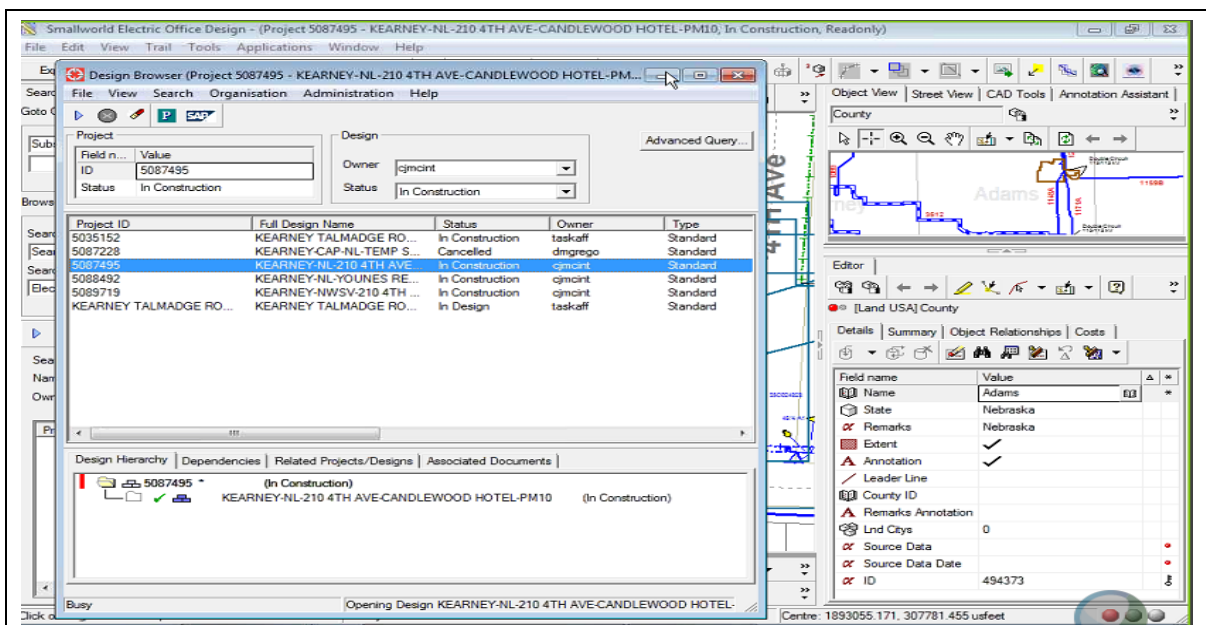 Smallworld Electric Office Design - (Project 5087495 - KEARNEY-NL-210 4TH AVE-CANDLEWOOD HOTEL-PM10, In Construction, Readonly)
File Edit View Trail Tools Applications Window Help
Design Browser (Project 5087495 - KEARNEY-NL-210 4TH AVE-CANDLEWOOD HOTEL-PM...
File View Search Organisation Administration Help
P SAP
Project
Field n... Value
ID 5087495
Status In Construction
Design
Owner cjmcint
Status In Construction
Advanced Query...
Project ID Full Design Name Status Owner Type
5035152 KEARNEY TALMADGE RO... In Construction taskaff Standard
5087228 KEARNEY-CAP-NL-TEMP S... Cancelled dmgrego Standard
5087495 KEARNEY-NL-210 4TH AVE... In Construction cjmcint Standard
5088492 KEARNEY-NL-YOUNES RE... In Construction cjmcint Standard
5089719 KEARNEY-NWSV-210 4TH ... In Construction cjmcint Standard
KEARNEY TALMADGE RO... KEARNEY TALMADGE RO... In Design taskaff Standard
Design Hierarchy Dependencies Related Projects/Designs Associated Documents
5087495 * (In Construction)
KEARNEY-NL-210 4TH AVE-CANDLEWOOD HOTEL-PM10 (In Construction)
Busy Opening Design KEARNEY-NL-210 4TH AVE-CANDLEWOOD HOTEL-
4TH Ave
Object View Street View CAD Tools Annotation Assistant
County
Adams
ney
3612
1159B
Editor
[Land USA] County
Details Summary Object Relationships Costs
Field name Value
Name Adams
State Nebraska
Remarks Nebraska
Extent ✓
Annotation ✓
Leader Line
County ID
Remarks Annotation
Lnd Citys 0
Source Data
Source Data Date
ID 494373
Centre: 1893055.171, 307781.455 usfeet